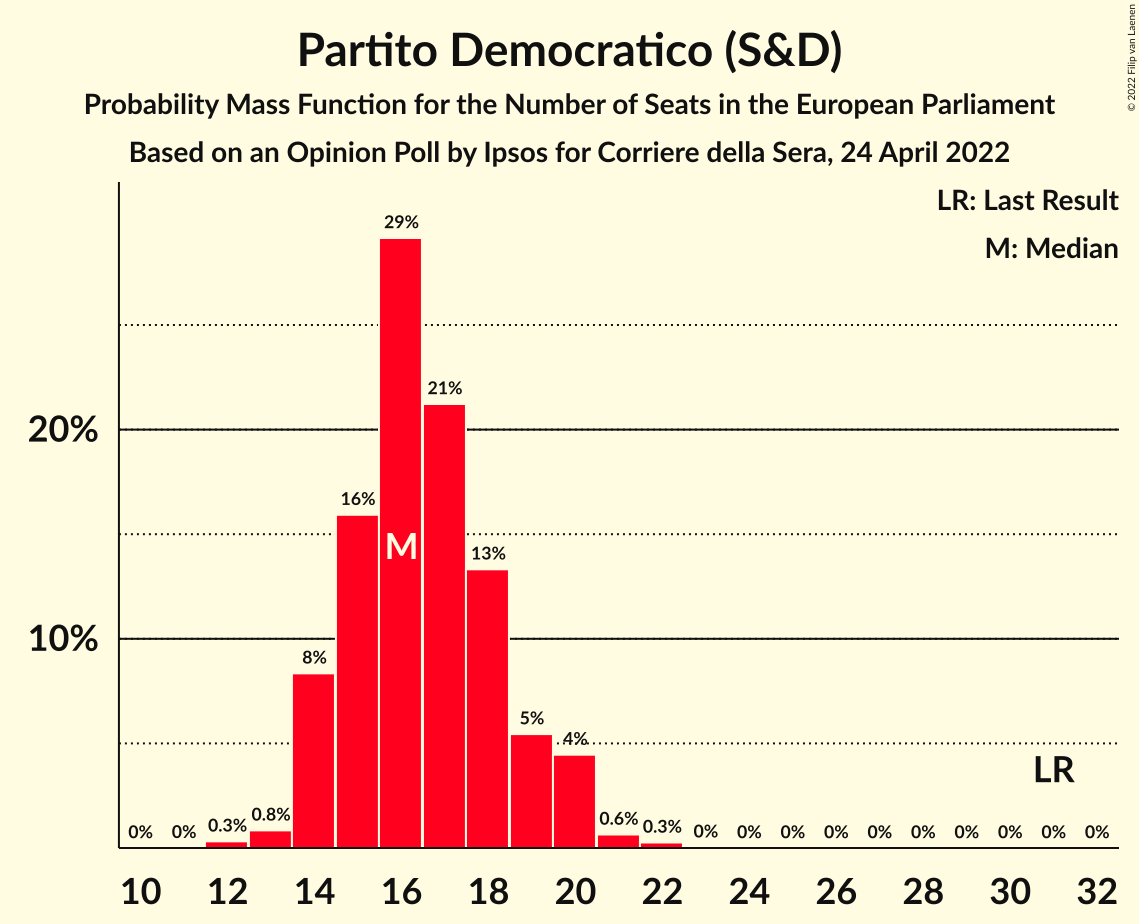 Partito Democratico (S&D)
Probability Mass Function for the Number of Seats in the European Parliament
Based on an Opinion Poll by Ipsos for Corriere della Sera, 24 April 2022
© 2022 Filip van Laenen
LR: Last Result
M: Median
20%
10%
0%
0%
0.3%
0.8%
8%
16%
29%
21%
13%
5%
4%
0.6%
0.3%
0%
0%
0%
0%
0%
0%
0%
0%
0%
0%
M
LR
10 12 14 16 18 20 22 24 26 28 30 32